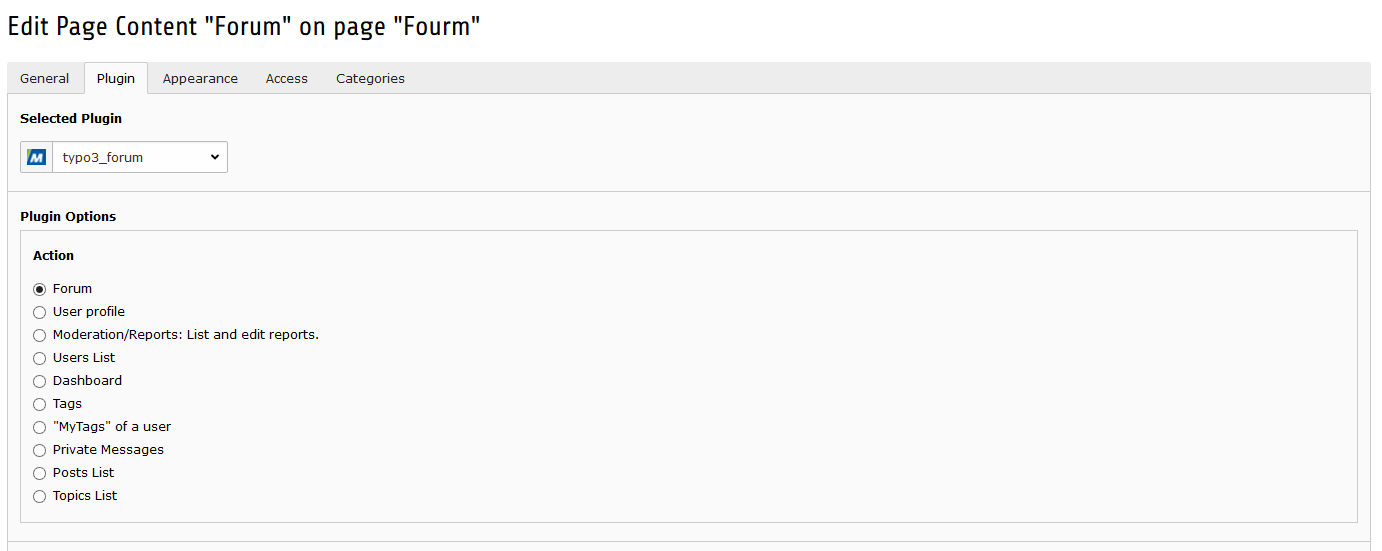 Edit Page Content "Forum" on page "Fourm"
General Plugin Appearance Access Categories
Selected Plugin
M typo3_forum
Plugin Options
Action
Forum
User profile
Moderation/Reports: List and edit reports.
Users List
Dashboard
Tags
"MyTags" of a user
Private Messages
Posts List
Topics List